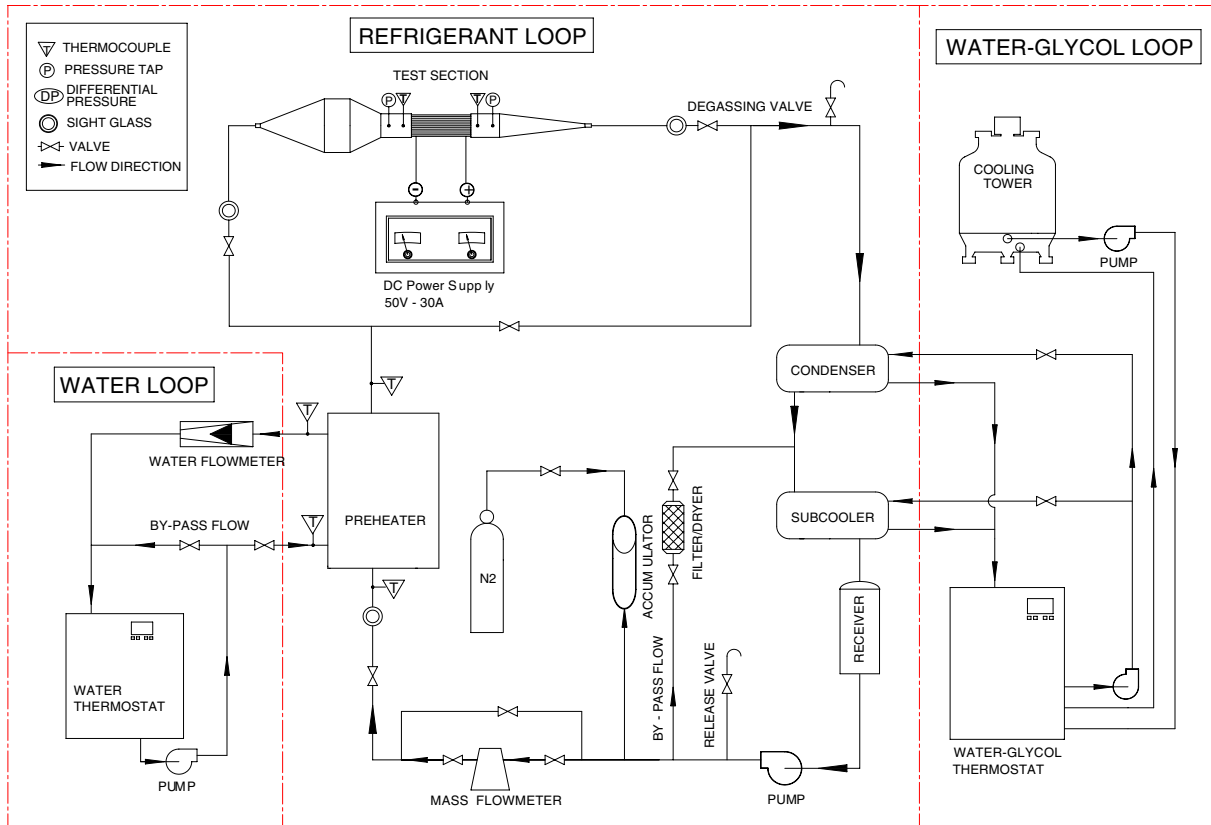 REFRIGERANT LOOP
WATER-GLYCOL LOOP
T THERMOCOUPLE
P PRESSURE TAP
DP DIFFERENTIAL
PRESSURE
SIGHT GLASS
VALVE
FLOW DIRECTION
TEST SECTION
P T T P
DEGASSING VALVE
- +
DC Power Supply
50V - 30A
COOLING
TOWER
PUMP
WATER LOOP
T
T
WATER FLOWMETER
CONDENSER
BY-PASS FLOW
T
PREHEATER
T
N2
ACCUMULATOR
FILTER/DRYER
SUBCOOLER
RECEIVER
BY - PASS FLOW
RELEASE VALVE
WATER
THERMOSTAT
PUMP
MASS FLOWMETER
PUMP
WATER-GLYCOL
THERMOSTAT